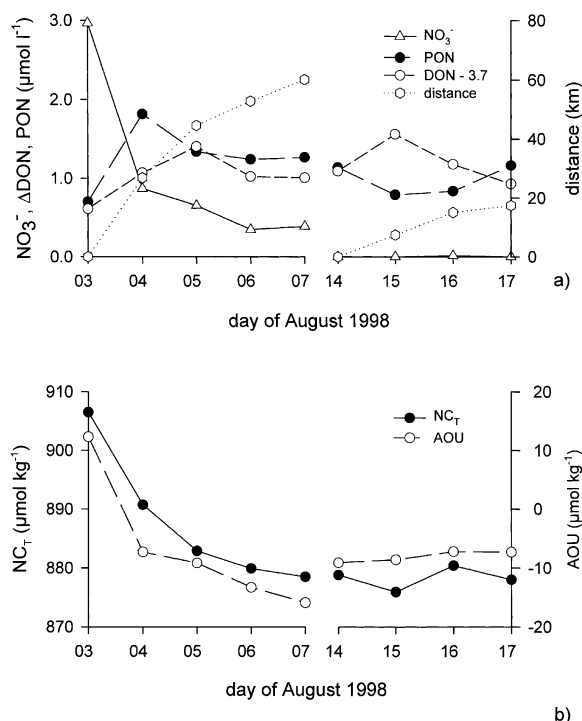 NO₃⁻, ΔDON, PON (µmol l⁻¹)
3.0
2.0
1.0
0.0
NO₃⁻
PON
DON - 3.7
distance
80
60
40
20
0
distance (km)
03 04 05 06 07 14 15 16 17
day of August 1998
a)
NC_T (µmol kg⁻¹)
910
900
890
880
870
NC_T
AOU
20
10
0
-10
-20
AOU (µmol kg⁻¹)
03 04 05 06 07 14 15 16 17
day of August 1998
b)